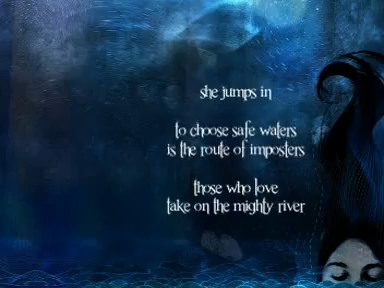 she jumps in
to choose safe waters
is the route of imposters
those who love
take on the mighty river